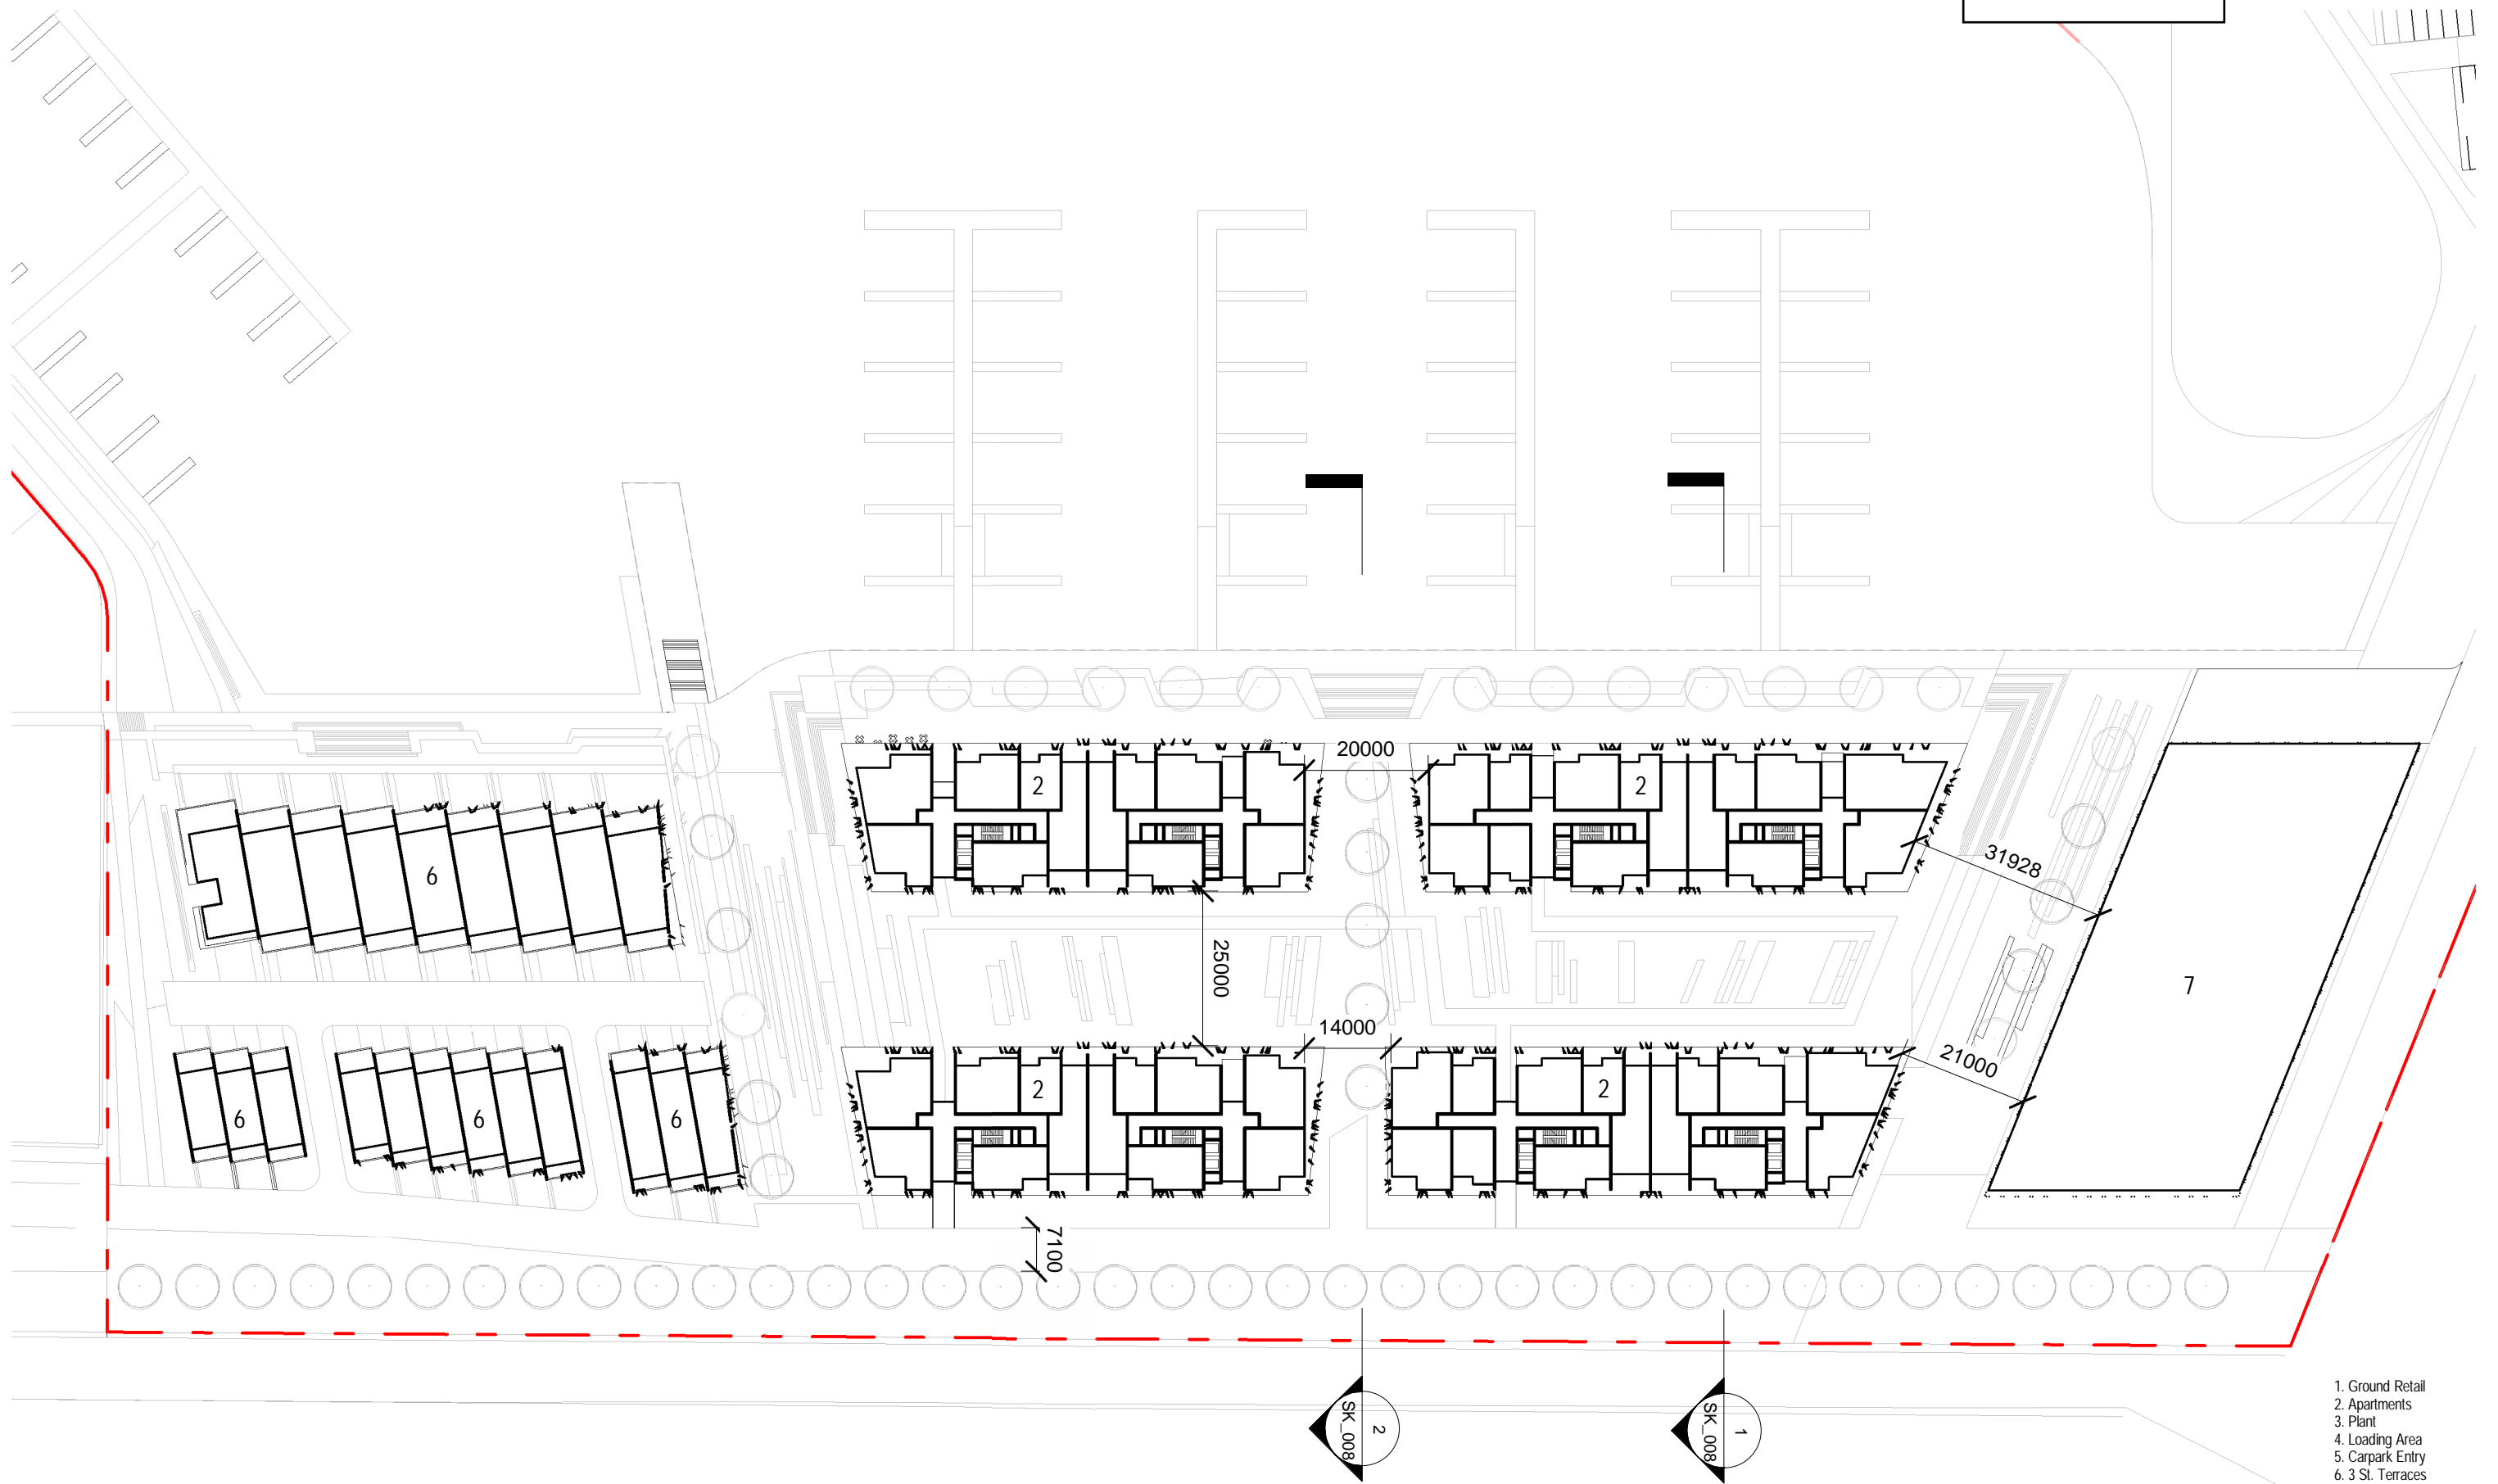 20000
2
2
31928
6
25000
7
14000
21000
2
2
6
6
6
7100
2
SK_008
1
SK_008
1. Ground Retail
2. Apartments
3. Plant
4. Loading Area
5. Carpark Entry
6. 3 St. Terraces